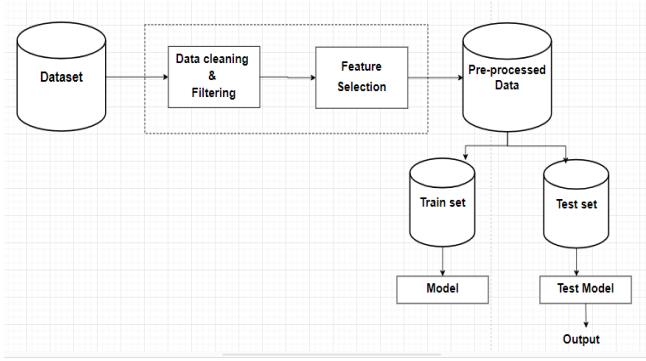 Dataset
Data cleaning
&
Filtering
Feature
Selection
Pre-processed
Data
Train set
Test set
Model
Test Model
Output